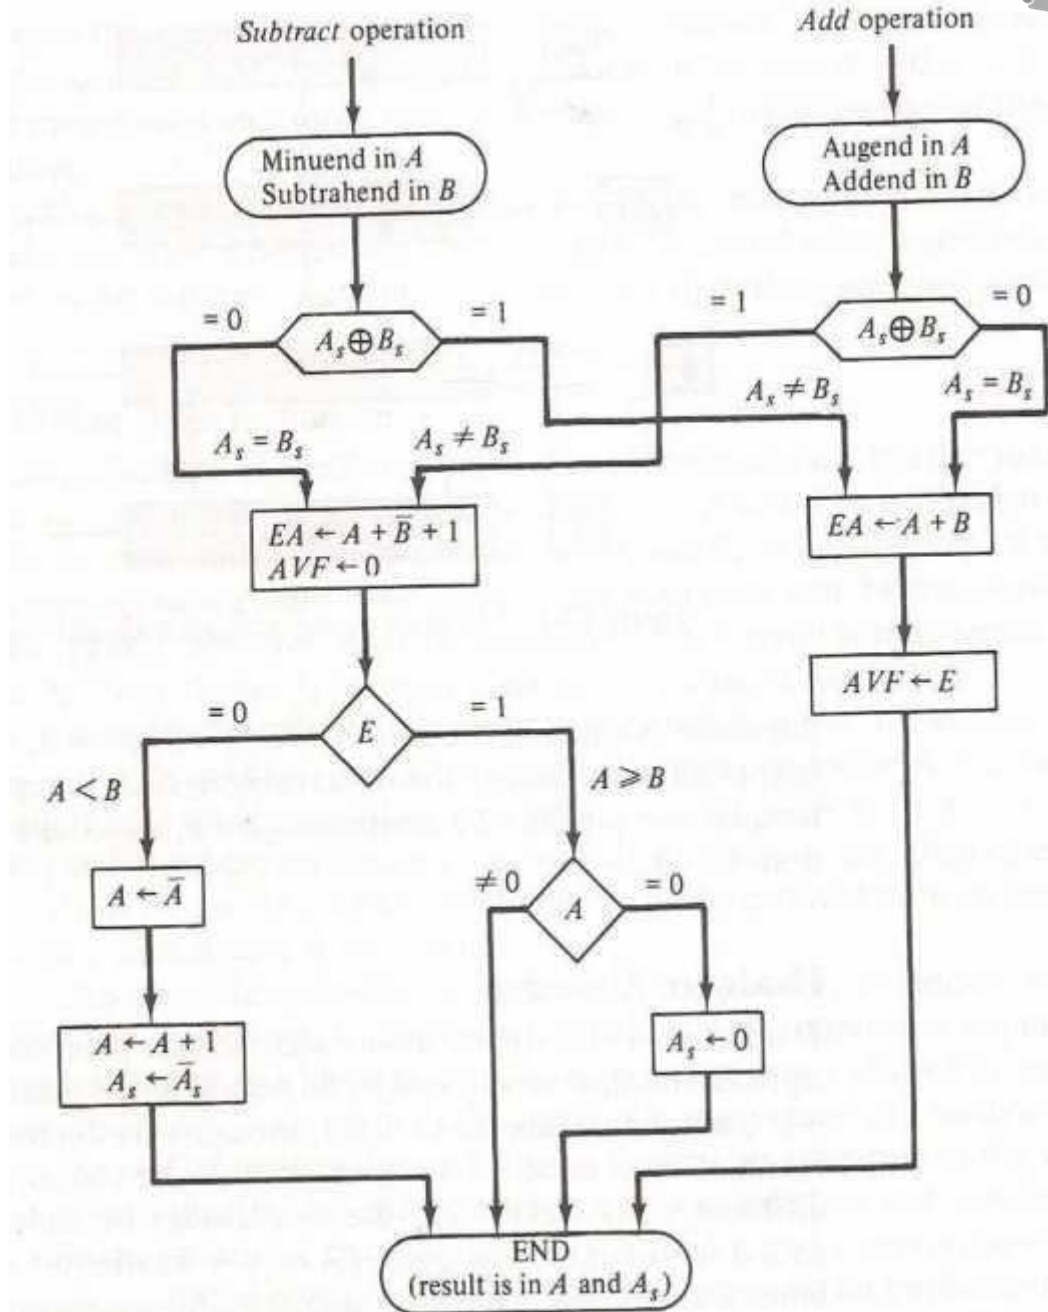 Subtract operation
Add operation
Minuend in A
Subtrahend in B
Augend in A
Addend in B
= 0
A_s ⊕ B_s
= 1
= 1
A_s ⊕ B_s
= 0
A_s = B_s
A_s ≠ B_s
A_s ≠ B_s
A_s = B_s
EA ← A + B̅ + 1
AVF ← 0
EA ← A + B
AVF ← E
= 0
E
= 1
A < B
A ⩾ B
A ← A̅
≠ 0
A
= 0
A ← A + 1
A_s ← A̅_s
A_s ← 0
END
(result is in A and A_s)